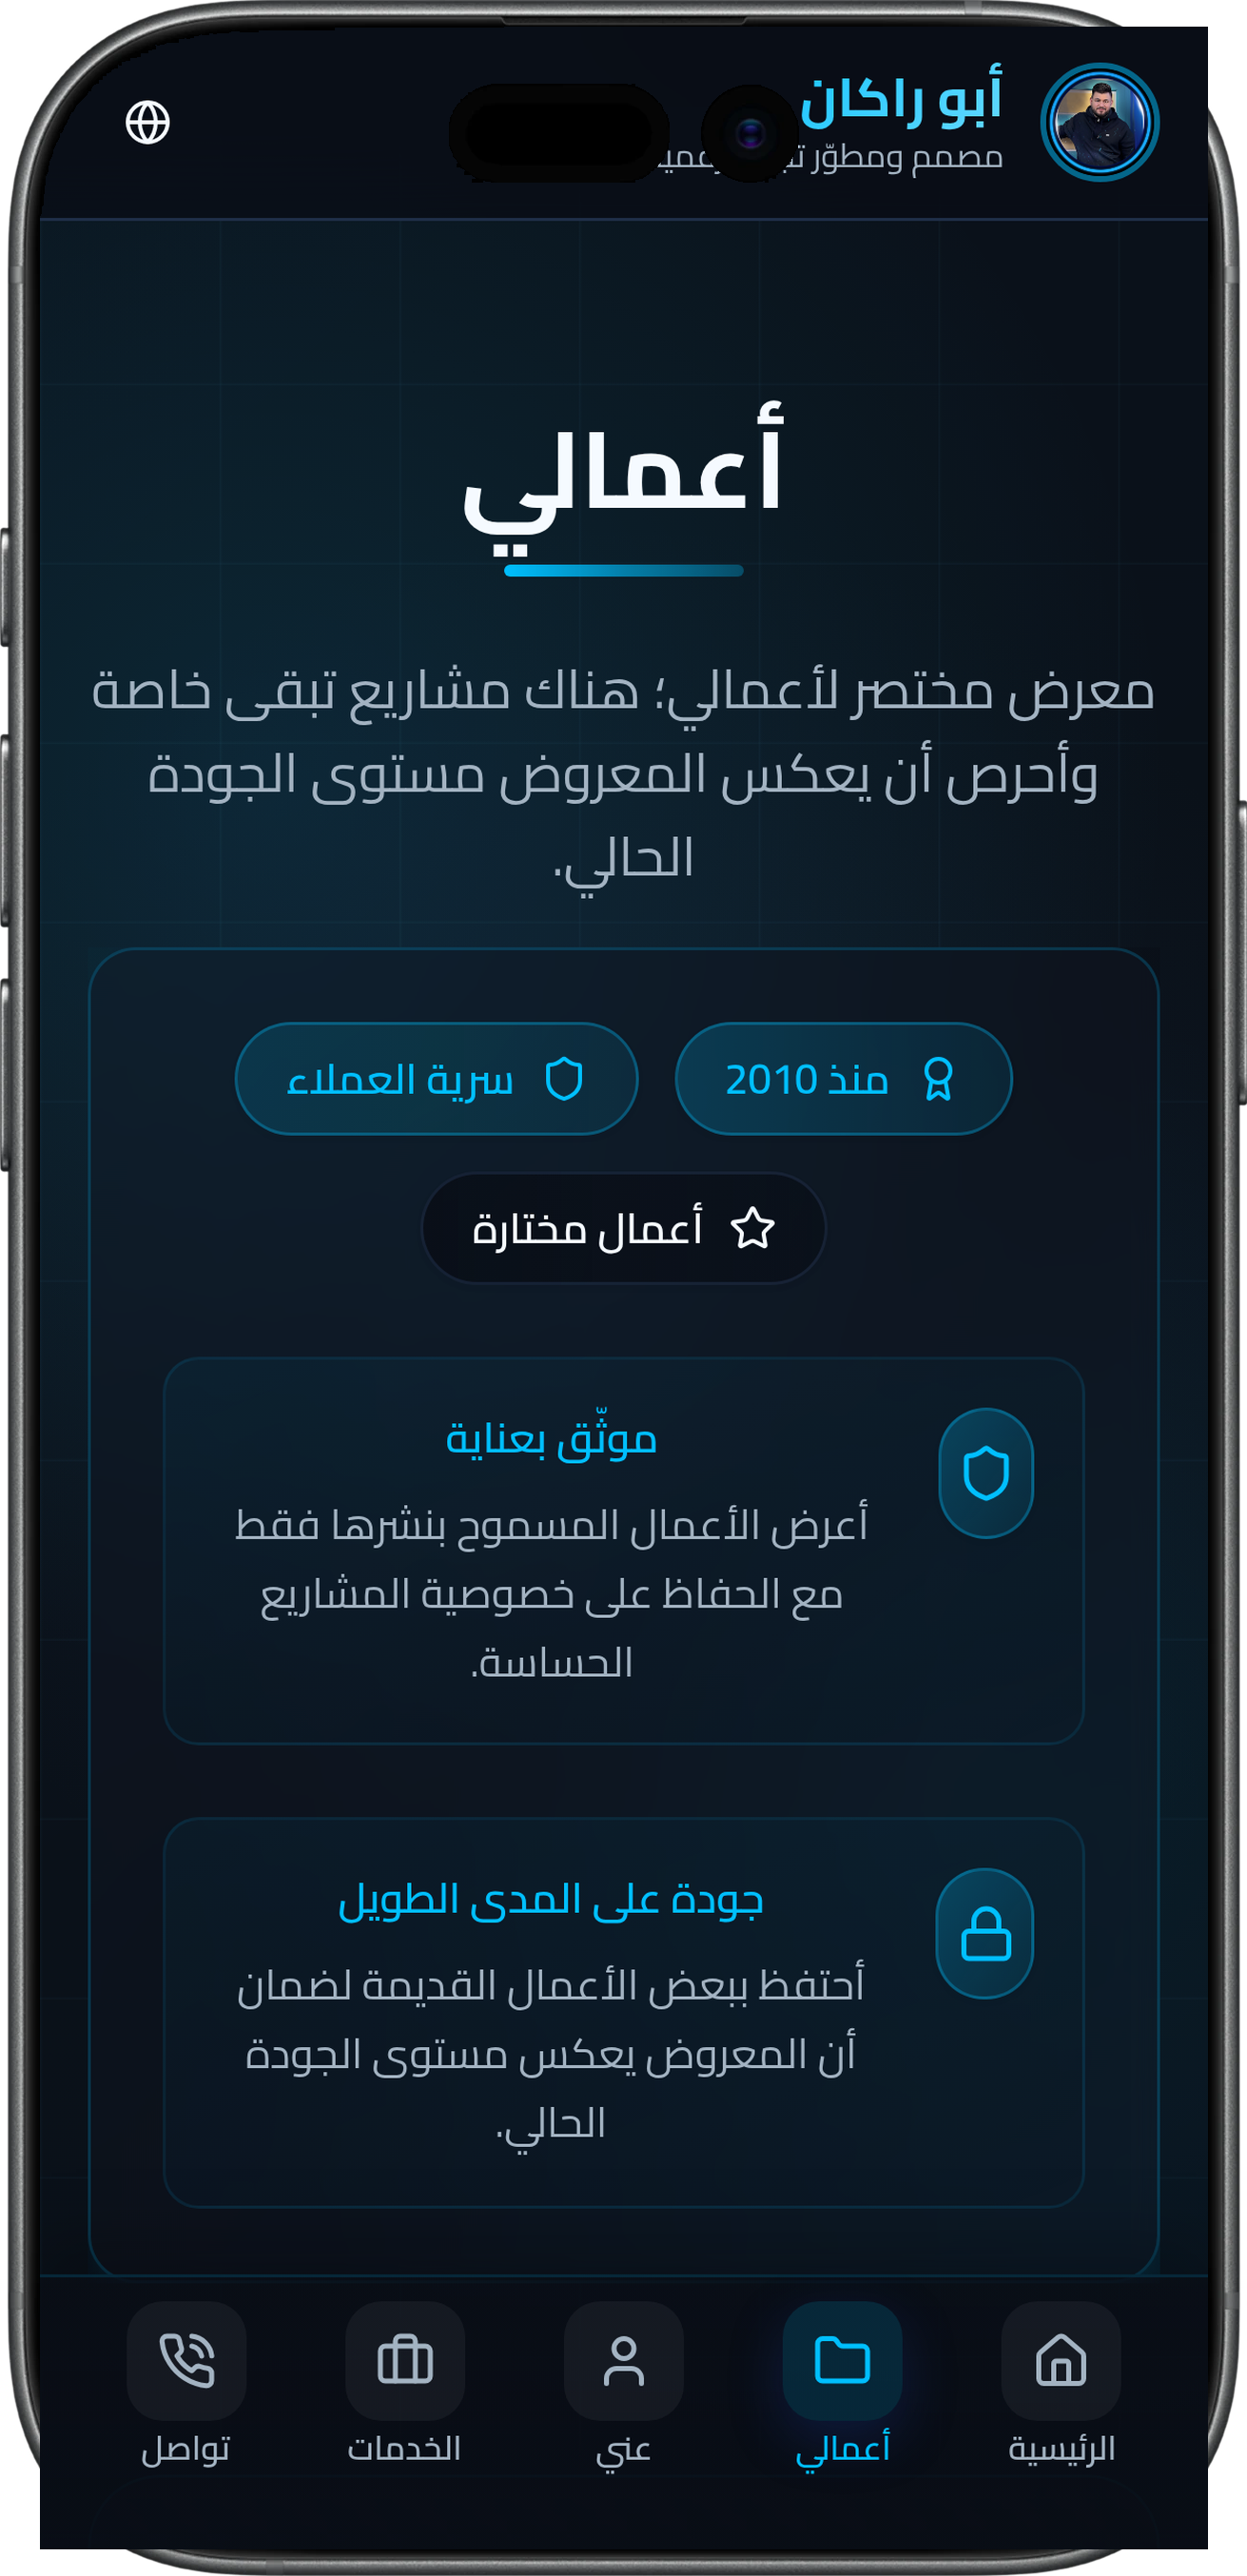 أبو راكان
مصمم ومطوّر
أعمالي
معرض مختصر لأعمالي؛ هناك مشاريع تبقى خاصة
وأحرص أن يعكس المعروض مستوى الجودة
الحالي.
منذ 2010
سرية العملاء
أعمال مختارة
موثّق بعناية
أعرض الأعمال المسموح بنشرها فقط
مع الحفاظ على خصوصية المشاريع
الحساسة.
جودة على المدى الطويل
أحتفظ ببعض الأعمال القديمة لضمان
أن المعروض يعكس مستوى الجودة
الحالي.
الرئيسية
أعمالي
عني
الخدمات
تواصل